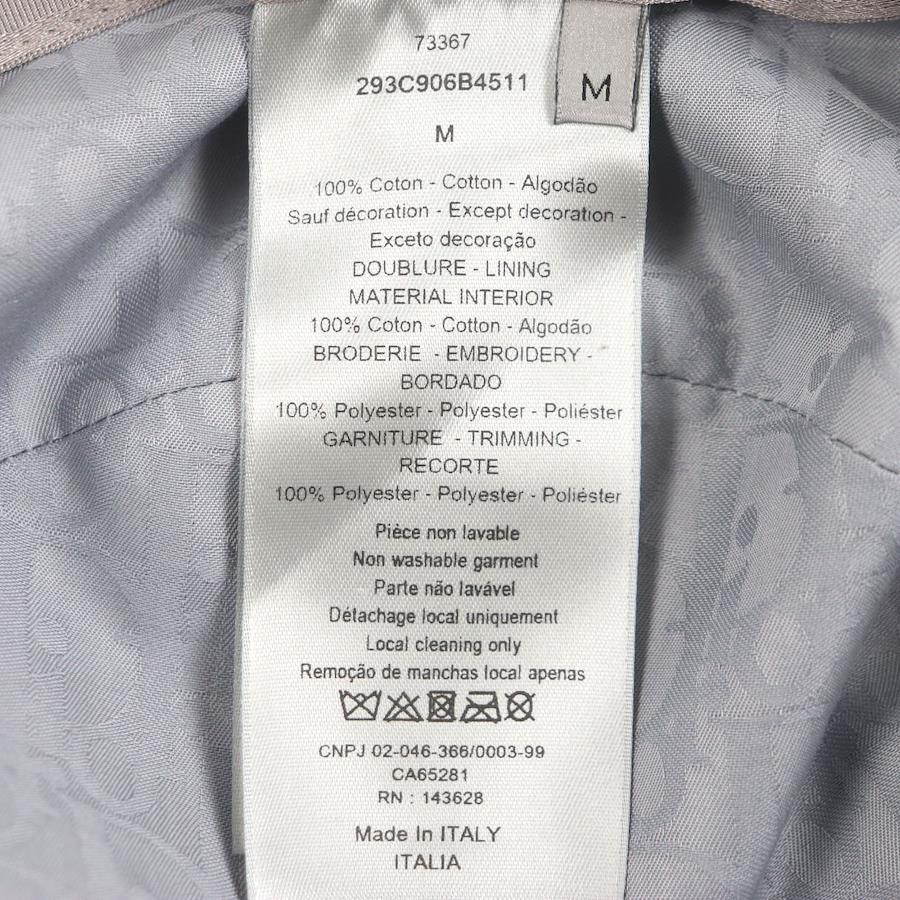 73367
293C906B4511
M
M
100% Coton - Cotton - Algodão
Sauf décoration - Except decoration -
Exceto decoração
DOUBLURE - LINING
MATERIAL INTERIOR
100% Coton - Cotton - Algodão
BRODERIE - EMBROIDERY -
BORDADO
100% Polyester - Polyester - Poliéster
GARNITURE - TRIMMING -
RECORTE
100% Polyester - Polyester - Poliéster
Pièce non lavable
Non washable garment
Parte não lavável
Détachage local uniquement
Local cleaning only
Remoção de manchas local apenas
CNPJ 02-046-366/0003-99
CA65281
RN : 143628
Made In ITALY
ITALIA